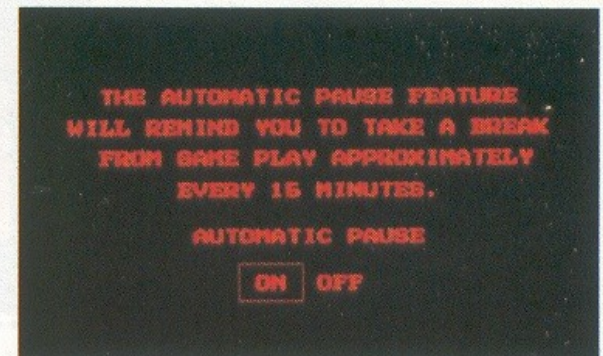 THE AUTOMATIC PAUSE FEATURE
WILL REMIND YOU TO TAKE A BREAK
FROM GAME PLAY APPROXIMATELY
EVERY 15 MINUTES.
AUTOMATIC PAUSE
ON OFF